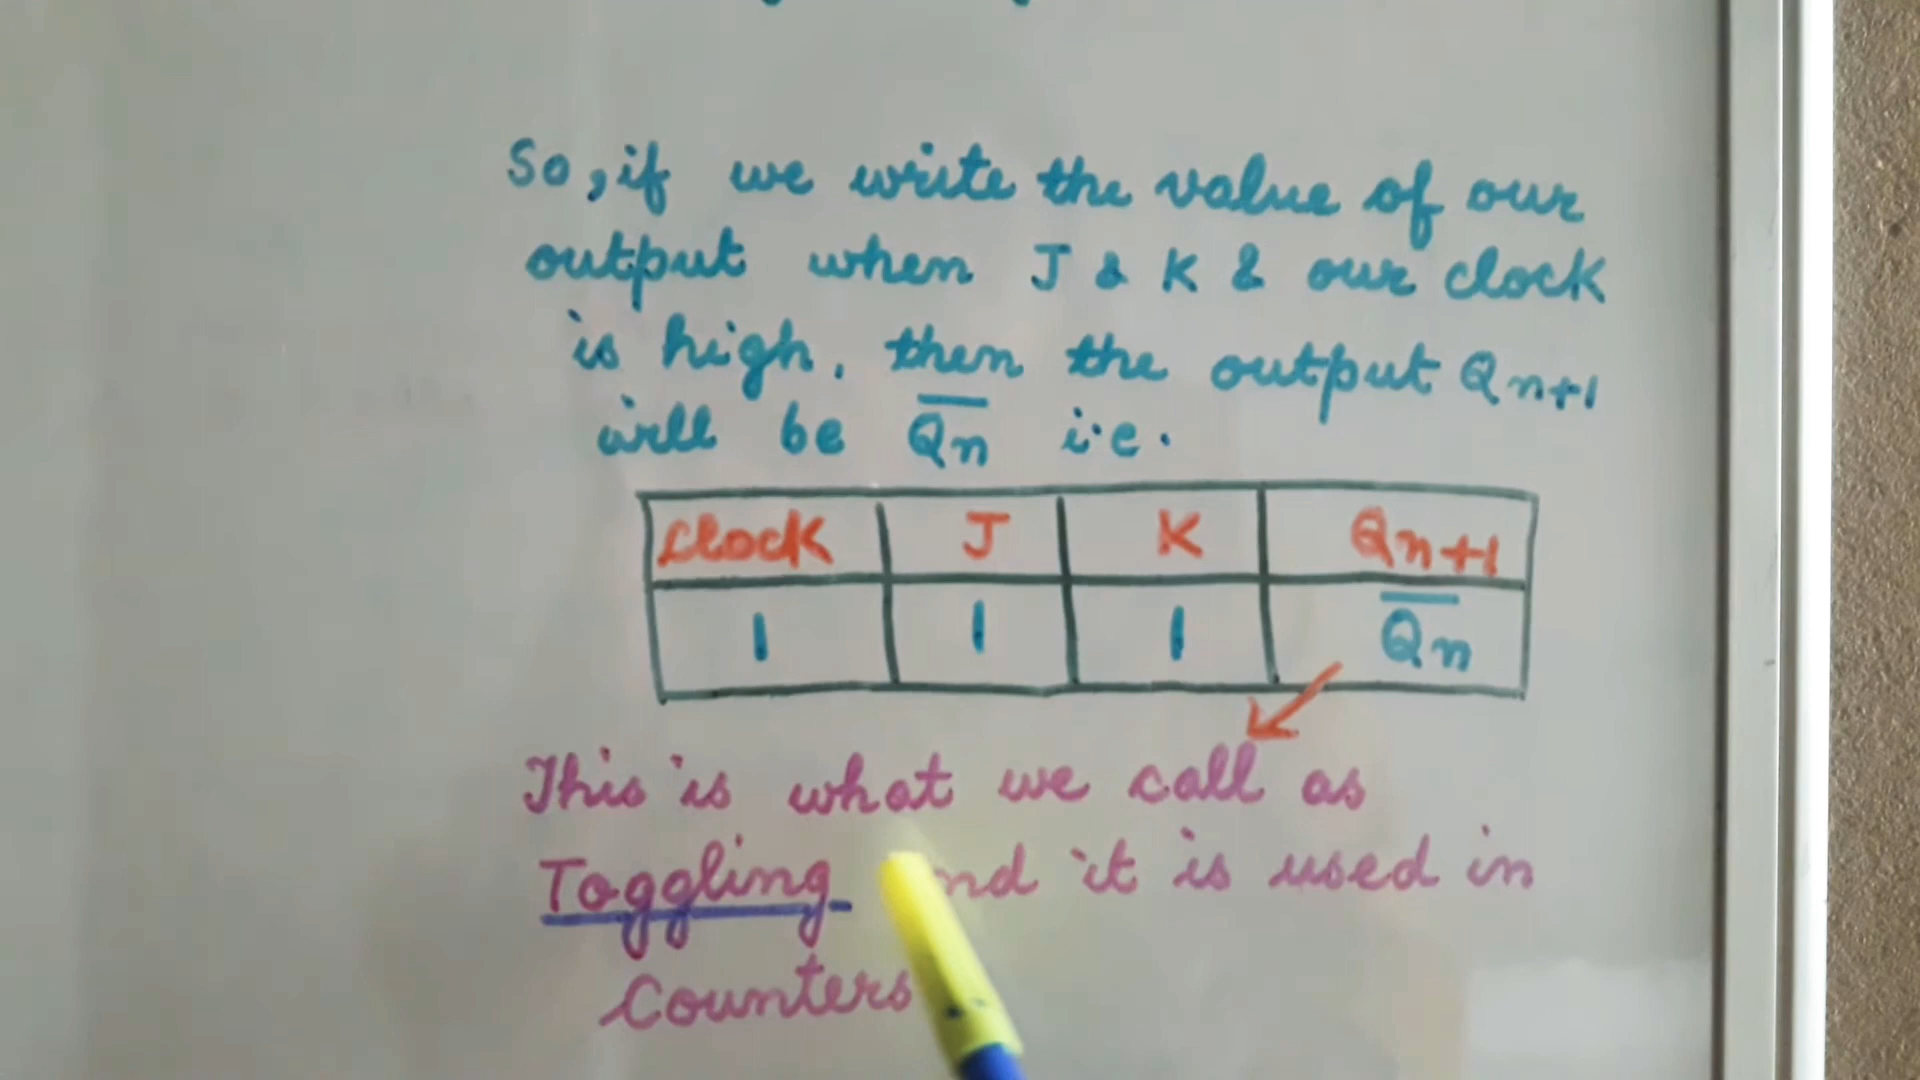 So, if we write the value of our
output when J & K & our clock
is high, then the output Qn+1
will be Q̅n̅ i.e.
Clock J K Qn+1
1 1 1 Q̅n̅
This is what we call as
Toggling and it is used in
Counters